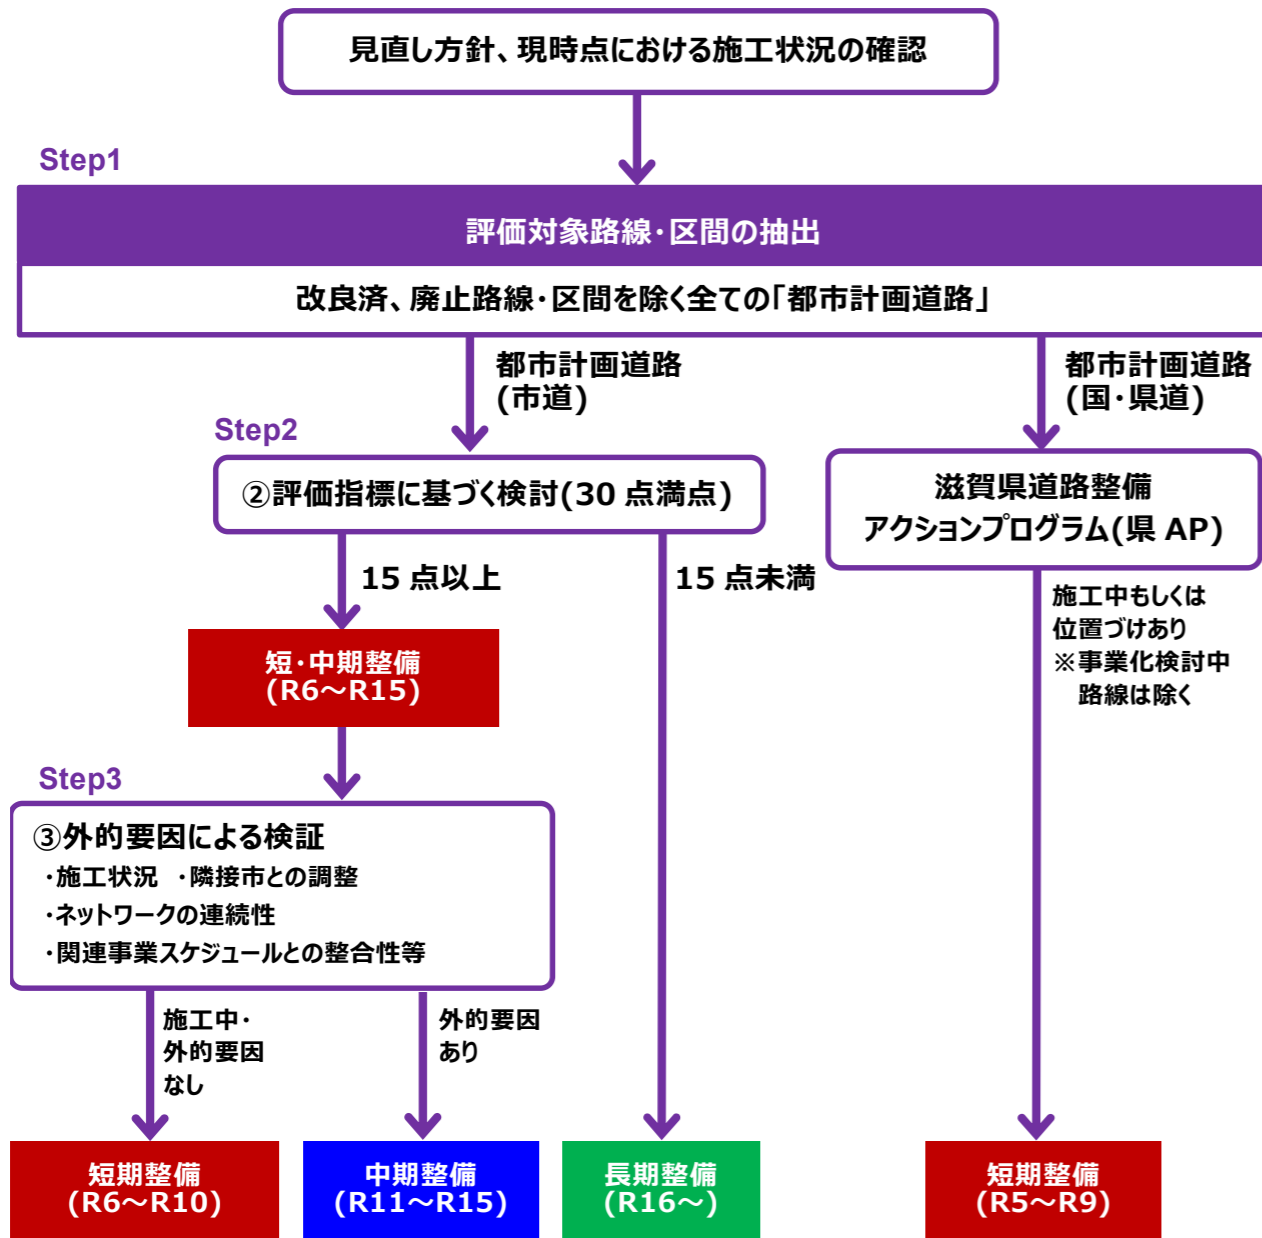 見直し方針、現時点における施工状況の確認
Step1
評価対象路線・区間の抽出
改良済、廃止路線・区間を除く全ての「都市計画道路」
都市計画道路
(市道)
都市計画道路
(国・県道)
Step2
②評価指標に基づく検討(30 点満点)
滋賀県道路整備
アクションプログラム(県 AP)
15 点以上
15 点未満
施工中もしくは
位置づけあり
※事業化検討中
路線は除く
短・中期整備
(R6～R15)
Step3
③外的要因による検証
・施工状況 ・隣接市との調整
・ネットワークの連続性
・関連事業スケジュールとの整合性等
施工中・
外的要因
なし
外的要因
あり
短期整備
(R6～R10)
中期整備
(R11～R15)
長期整備
(R16～)
短期整備
(R5～R9)